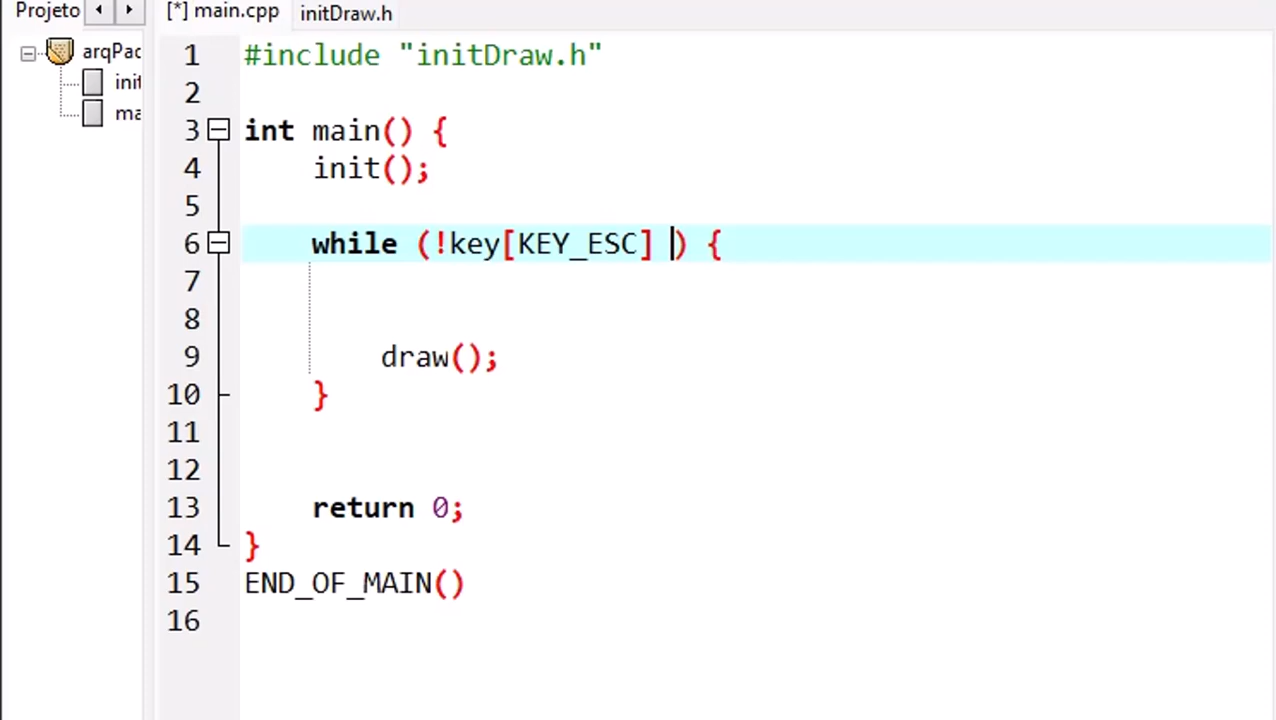 Projeto
[*] main.cpp initDraw.h
arqPac
init
ma
1 #include "initDraw.h"
2
3 int main() {
4 init();
5
6 while (!key[KEY_ESC] ) {
7
8
9 draw();
10 }
11
12
13 return 0;
14 }
15 END_OF_MAIN()
16